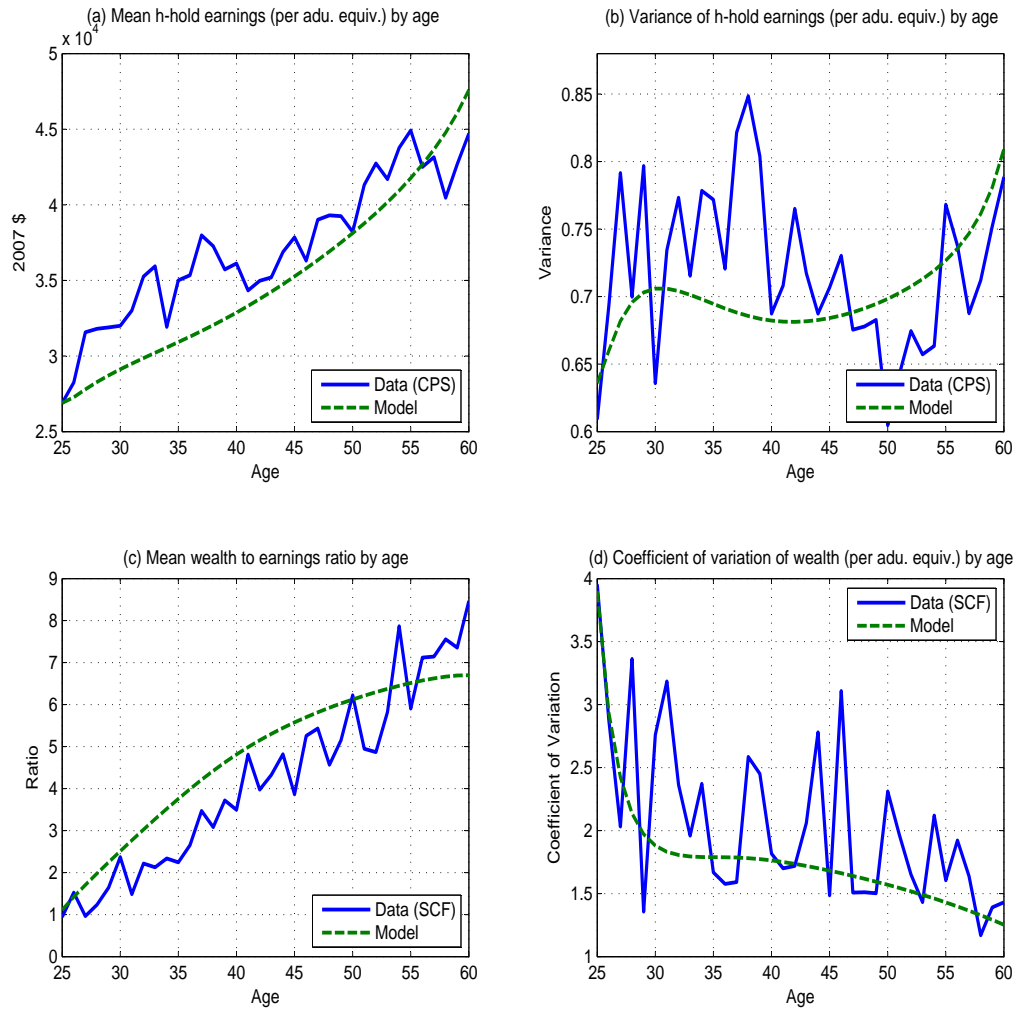 (a) Mean h-hold earnings (per adu. equiv.) by age
x 10^4
5
4.5
4
3.5
3
2.5
2007 $
25 30 35 40 45 50 55 60
Age
Data (CPS)
Model
(b) Variance of h-hold earnings (per adu. equiv.) by age
0.85
0.8
0.75
0.7
0.65
0.6
Variance
25 30 35 40 45 50 55 60
Age
Data (CPS)
Model
(c) Mean wealth to earnings ratio by age
9
8
7
6
5
4
3
2
1
0
Ratio
25 30 35 40 45 50 55 60
Age
Data (SCF)
Model
(d) Coefficient of variation of wealth (per adu. equiv.) by age
4
3.5
3
2.5
2
1.5
1
Coefficient of Variation
25 30 35 40 45 50 55 60
Age
Data (SCF)
Model